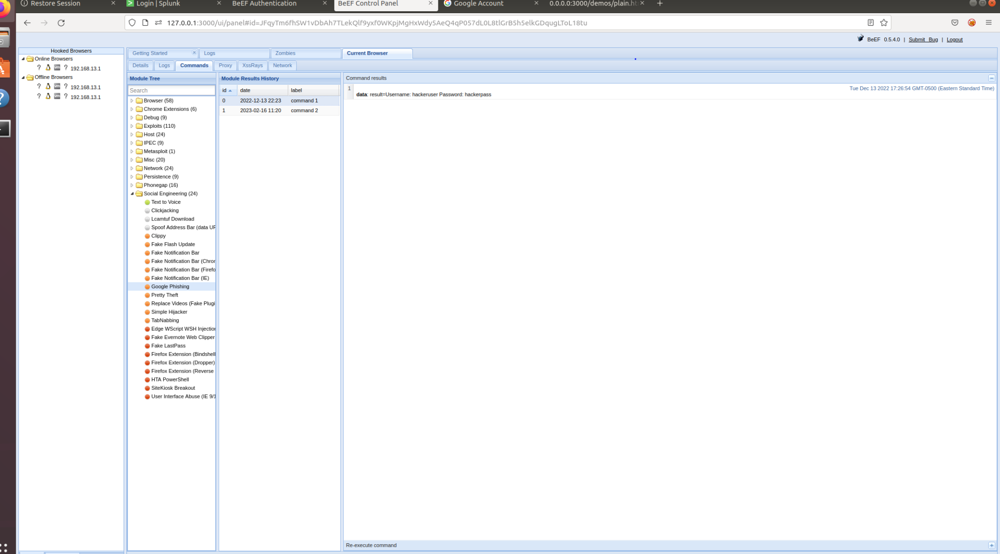 Restore Session
Login | Splunk
BeEF Authentication
BeEF Control Panel
Google Account
0.0.0.0:3000/demos/plain.ht
127.0.0.1:3000/ui/panel#id=JFqyTm6fhSW1vDbAh7TLekQlf9yxf0WKpjMgHxWdy5AeQ4qP057dL0L8tlGrB5h5elkGDqugLToL18tu
BeEF 0.5.4.0 | Submit Bug | Logout
Hooked Browsers
Online Browsers
? vm ? 192.168.13.1
Offline Browsers
? vm ? 192.168.13.1
? vm ? 192.168.13.1
Getting Started
Logs
Zombies
Current Browser
Details
Logs
Commands
Proxy
XssRays
Network
Module Tree
Search
Browser (58)
Chrome Extensions (6)
Debug (9)
Exploits (110)
Host (24)
IPEC (9)
Metasploit (1)
Misc (20)
Network (24)
Persistence (9)
Phonegap (16)
Social Engineering (24)
Text to Voice
Clickjacking
Lcamtuf Download
Spoof Address Bar (data UR
Clippy
Fake Flash Update
Fake Notification Bar
Fake Notification Bar (Chror
Fake Notification Bar (Firefo
Fake Notification Bar (IE)
Google Phishing
Pretty Theft
Replace Videos (Fake Plugi
Simple Hijacker
TabNabbing
Edge WScript WSH Injection
Fake Evernote Web Clipper
Fake LastPass
Firefox Extension (Bindshell
Firefox Extension (Dropper)
Firefox Extension (Reverse
HTA PowerShell
SiteKiosk Breakout
User Interface Abuse (IE 9/1
Module Results History
id date label
0 2022-12-13 22:23 command 1
1 2023-02-16 11:20 command 2
Command results
1
Tue Dec 13 2022 17:26:54 GMT-0500 (Eastern Standard Time)
data: result=Username: hackeruser Password: hackerpass
Re-execute command